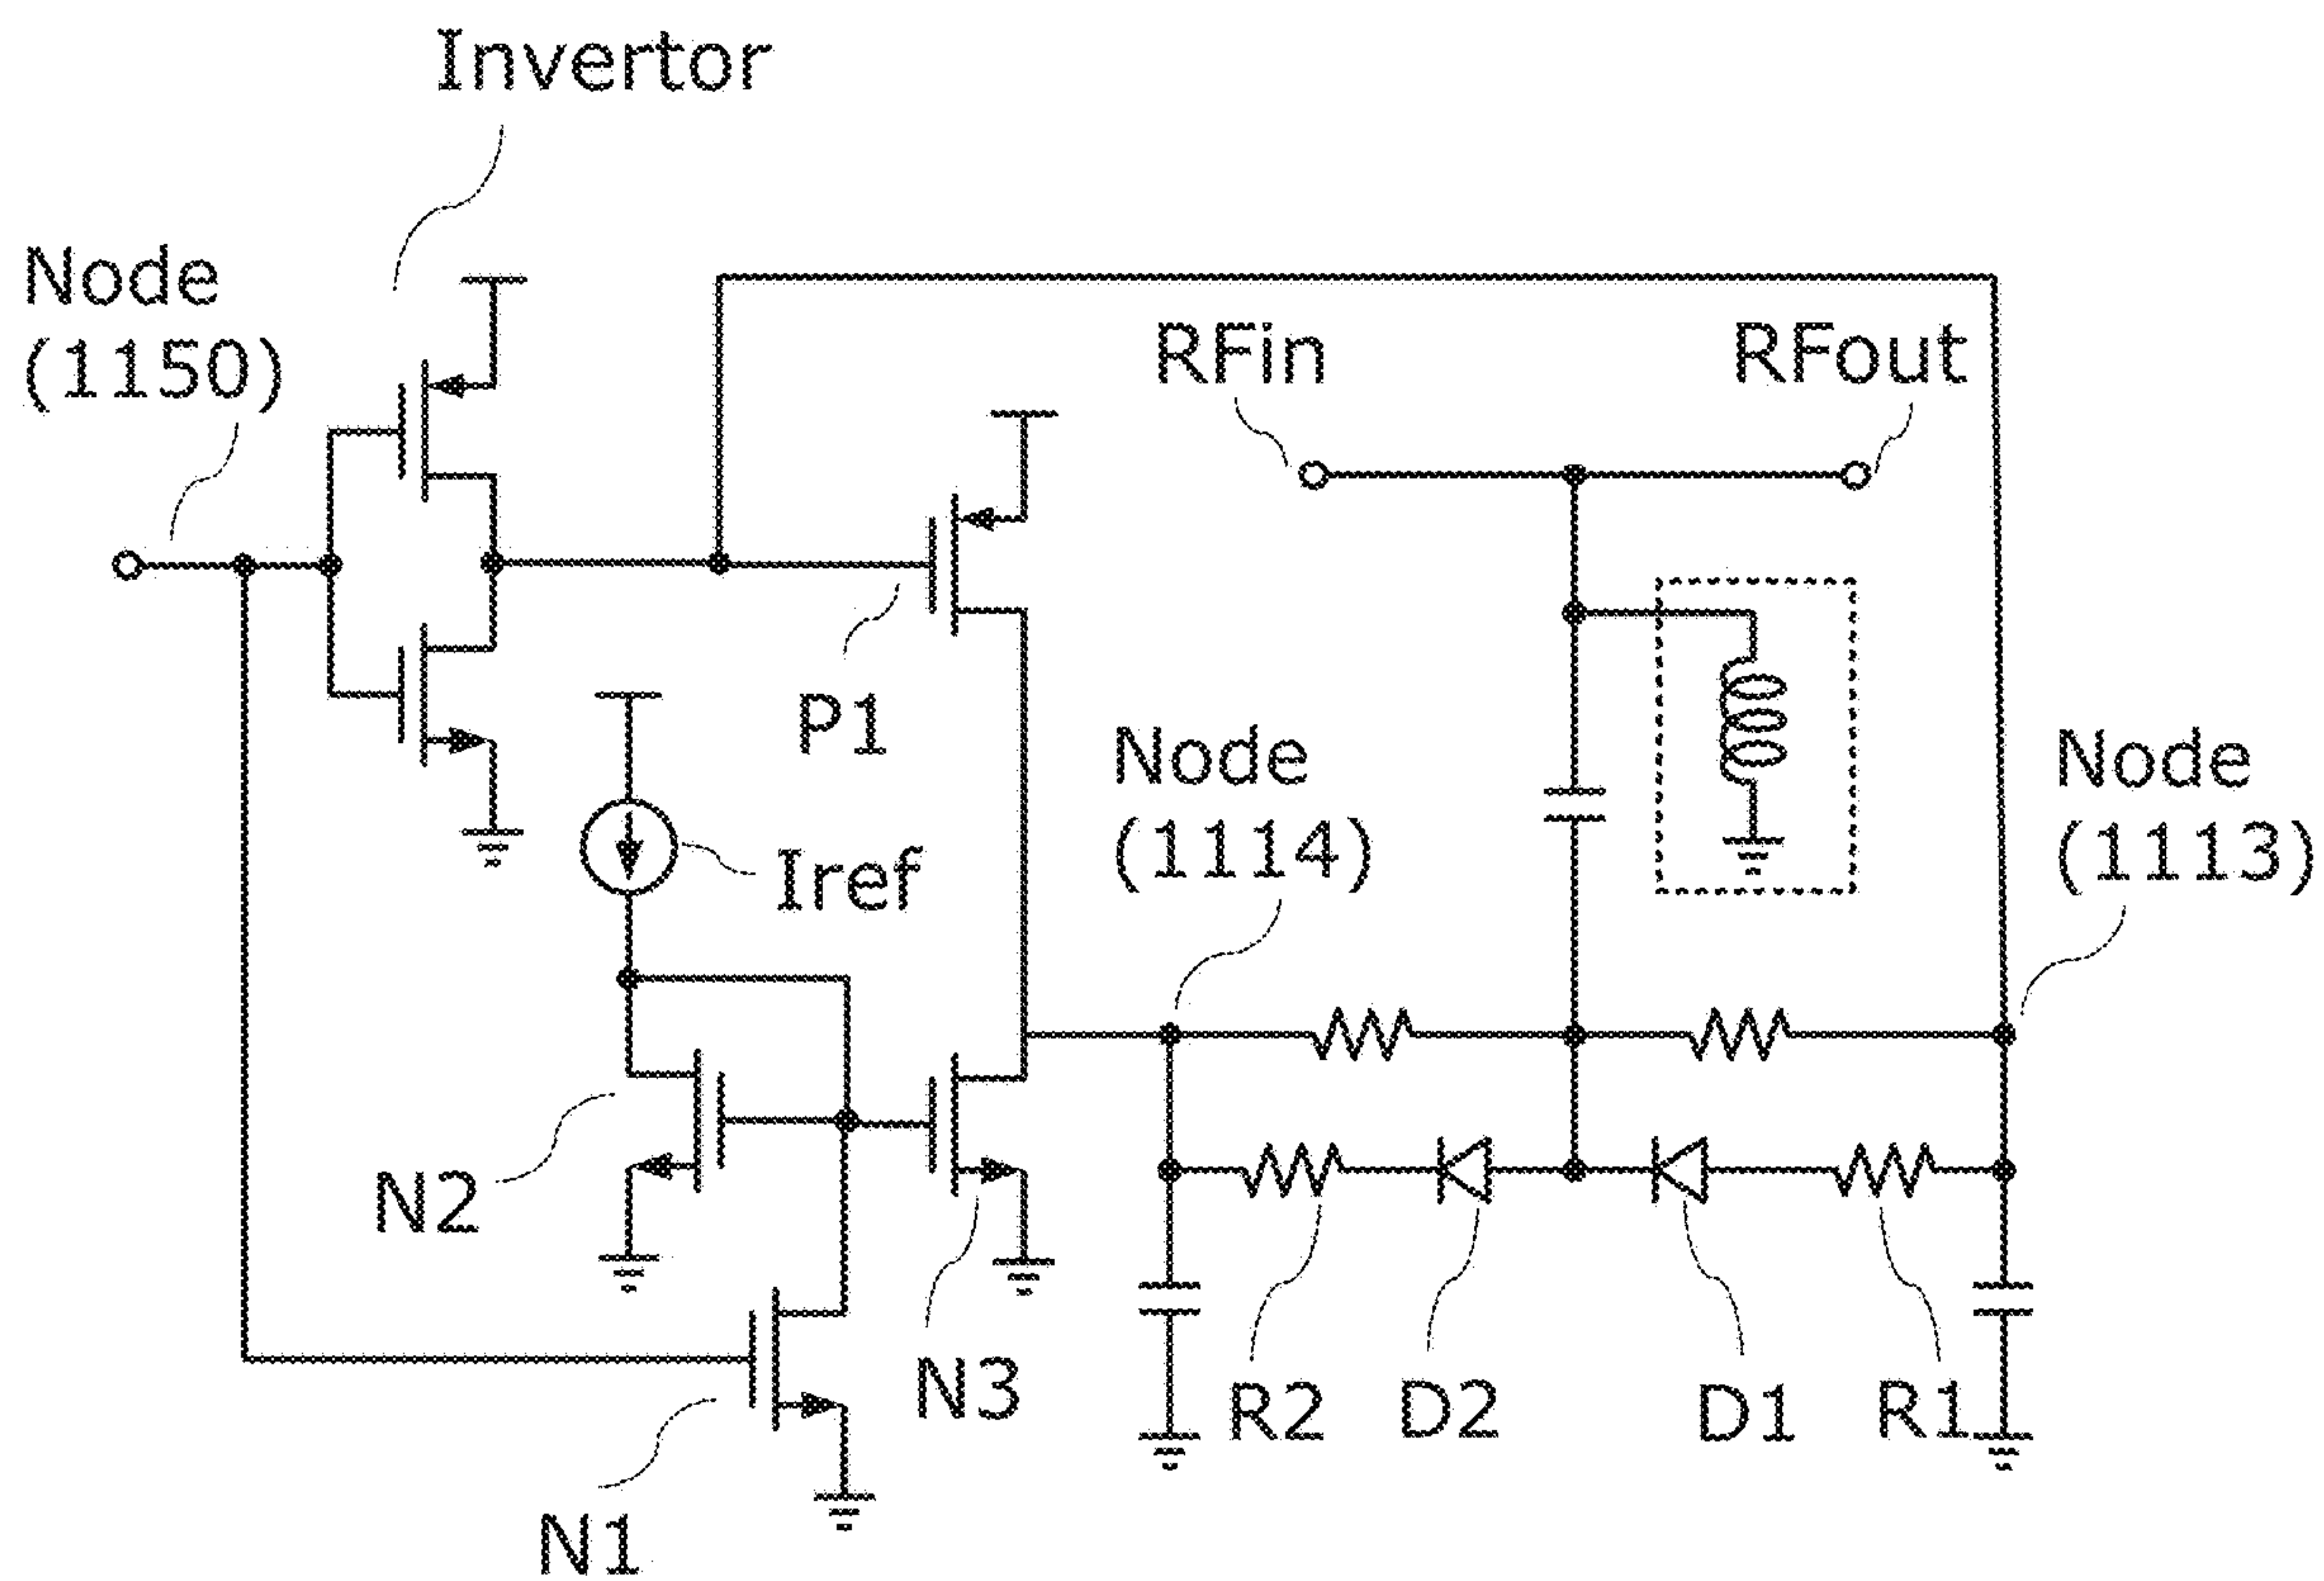 Invertor
Node
(1150)
RFin
RFout
P1
Node
(1114)
Node
(1113)
Iref
N2
N3
R2
D2
D1
R1
N1